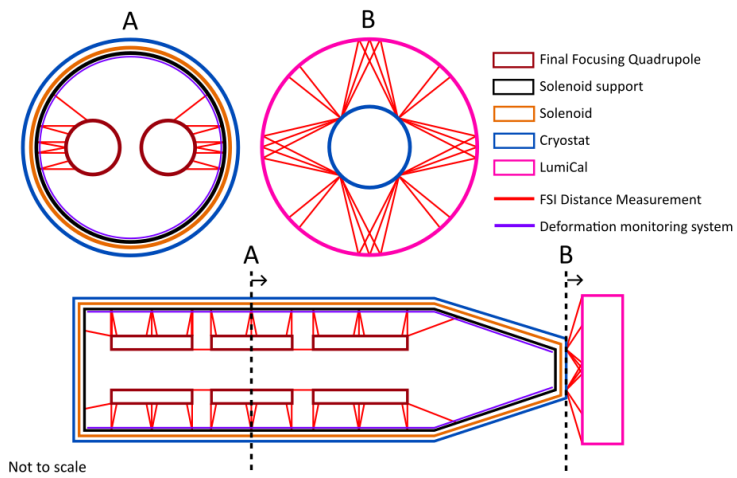 A
B
Final Focusing Quadrupole
Solenoid support
Solenoid
Cryostat
LumiCal
FSI Distance Measurement
Deformation monitoring system
A
B
Not to scale